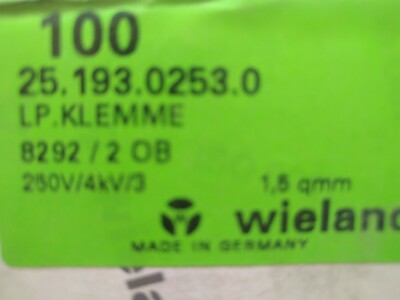 100
25.193.0253.0
LP.KLEMME
8292 / 2 OB
250V/4kV/3 1,5 qmm
wieland
MADE IN GERMANY